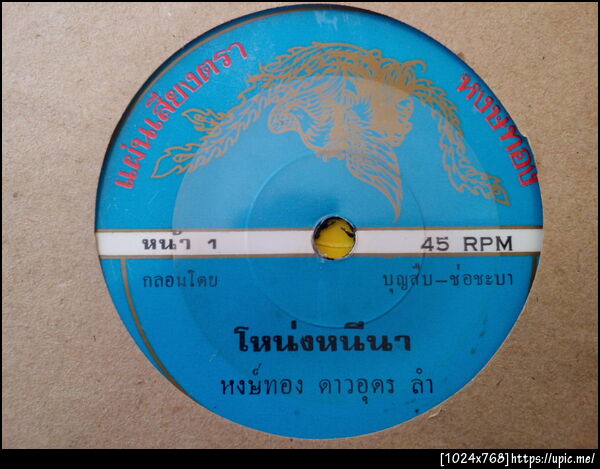 แผ่นเสียงตรา หงษ์ทอง
หน้า 1 45 RPM
กลอนโดย บุญสืบ-ช่อชะบา
โหน่งหนีนา
หงษ์ทอง ดาวอุดร ลำ
[1024x768]https://upic.me/